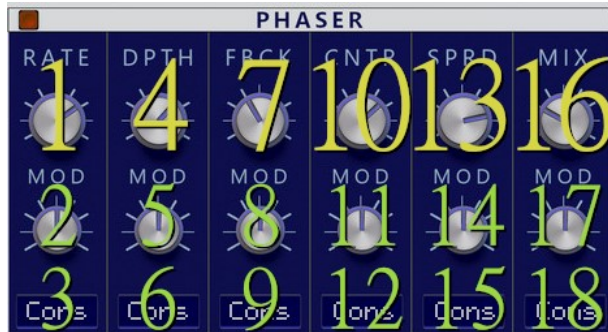 PHASER
RATE DPTH FBCK CNTR SPRD MIX
1 4 7 10 13 16
MOD MOD MOD MOD MOD MOD
2 5 8 11 14 17
3 6 9 12 15 18
Cons Cons Cons Cons Cons Cons